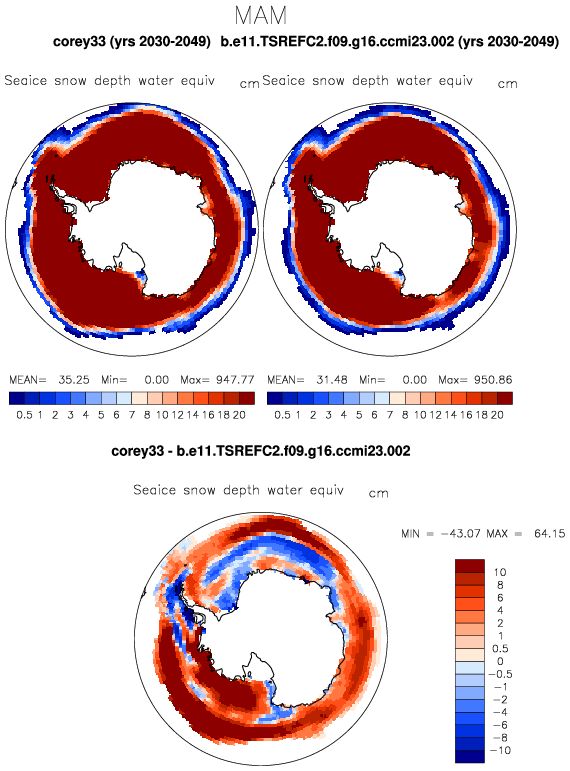 MAM
corey33 (yrs 2030-2049) b.e11.TSREFC2.f09.g16.ccmi23.002 (yrs 2030-2049)
Seaice snow depth water equiv cm Seaice snow depth water equiv cm
MEAN= 35.25 Min= 0.00 Max= 947.77 MEAN= 31.48 Min= 0.00 Max= 950.86
0.5 1 2 3 4 5 6 7 8 10 12 14 16 18 20 0.5 1 2 3 4 5 6 7 8 10 12 14 16 18 20
corey33 - b.e11.TSREFC2.f09.g16.ccmi23.002
Seaice snow depth water equiv cm
MIN = -43.07 MAX = 64.15
10
8
6
4
2
1
0.5
0
-0.5
-1
-2
-4
-6
-8
-10